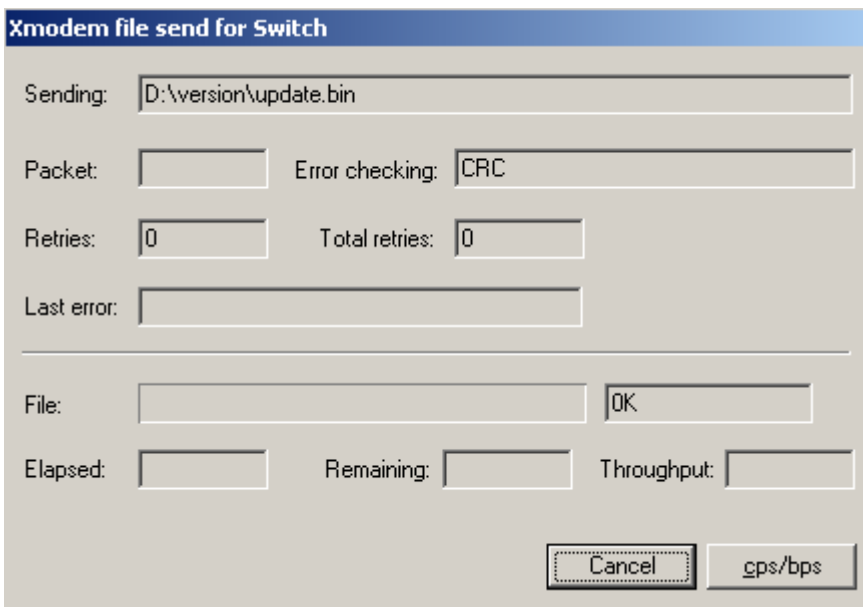 Xmodem file send for Switch
Sending: D:\version\update.bin
Packet: Error checking: CRC
Retries: 0 Total retries: 0
Last error:
File: 0K
Elapsed: Remaining: Throughput:
Cancel cps/bps